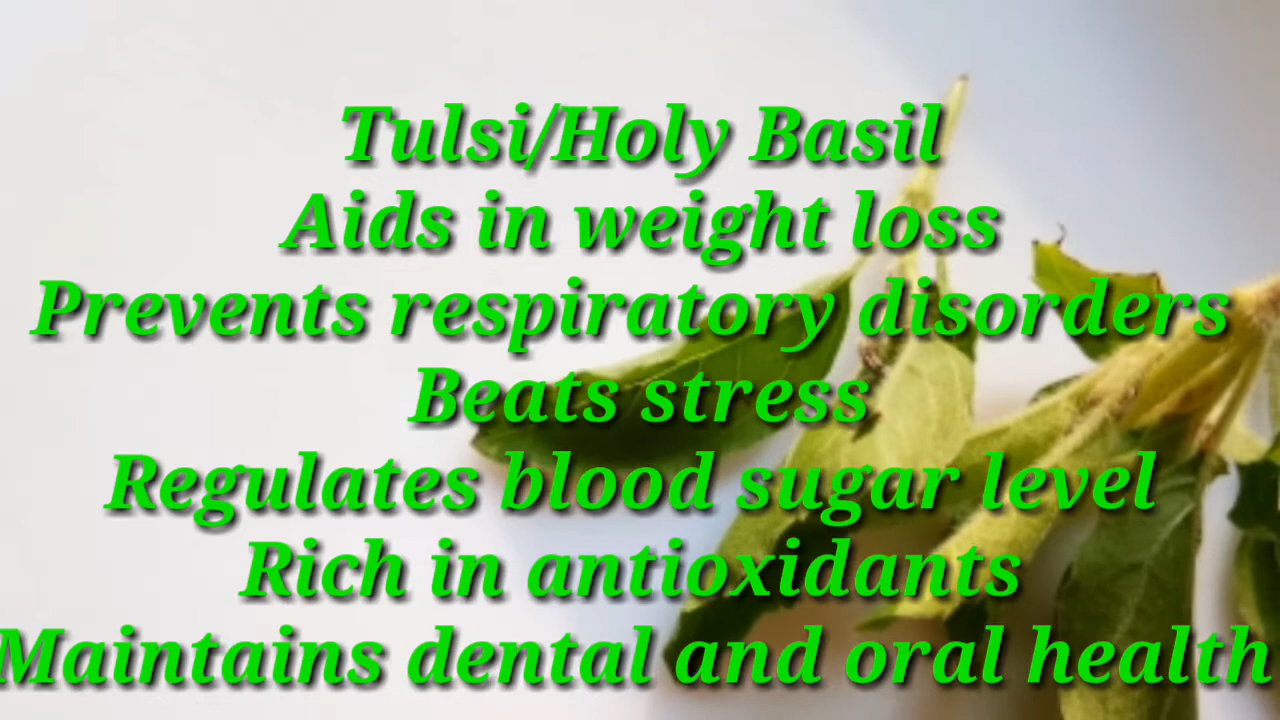 Tulsi/Holy Basil
Aids in weight loss
Prevents respiratory disorders
Beats stress
Regulates blood sugar level
Rich in antioxidants
Maintains dental and oral health